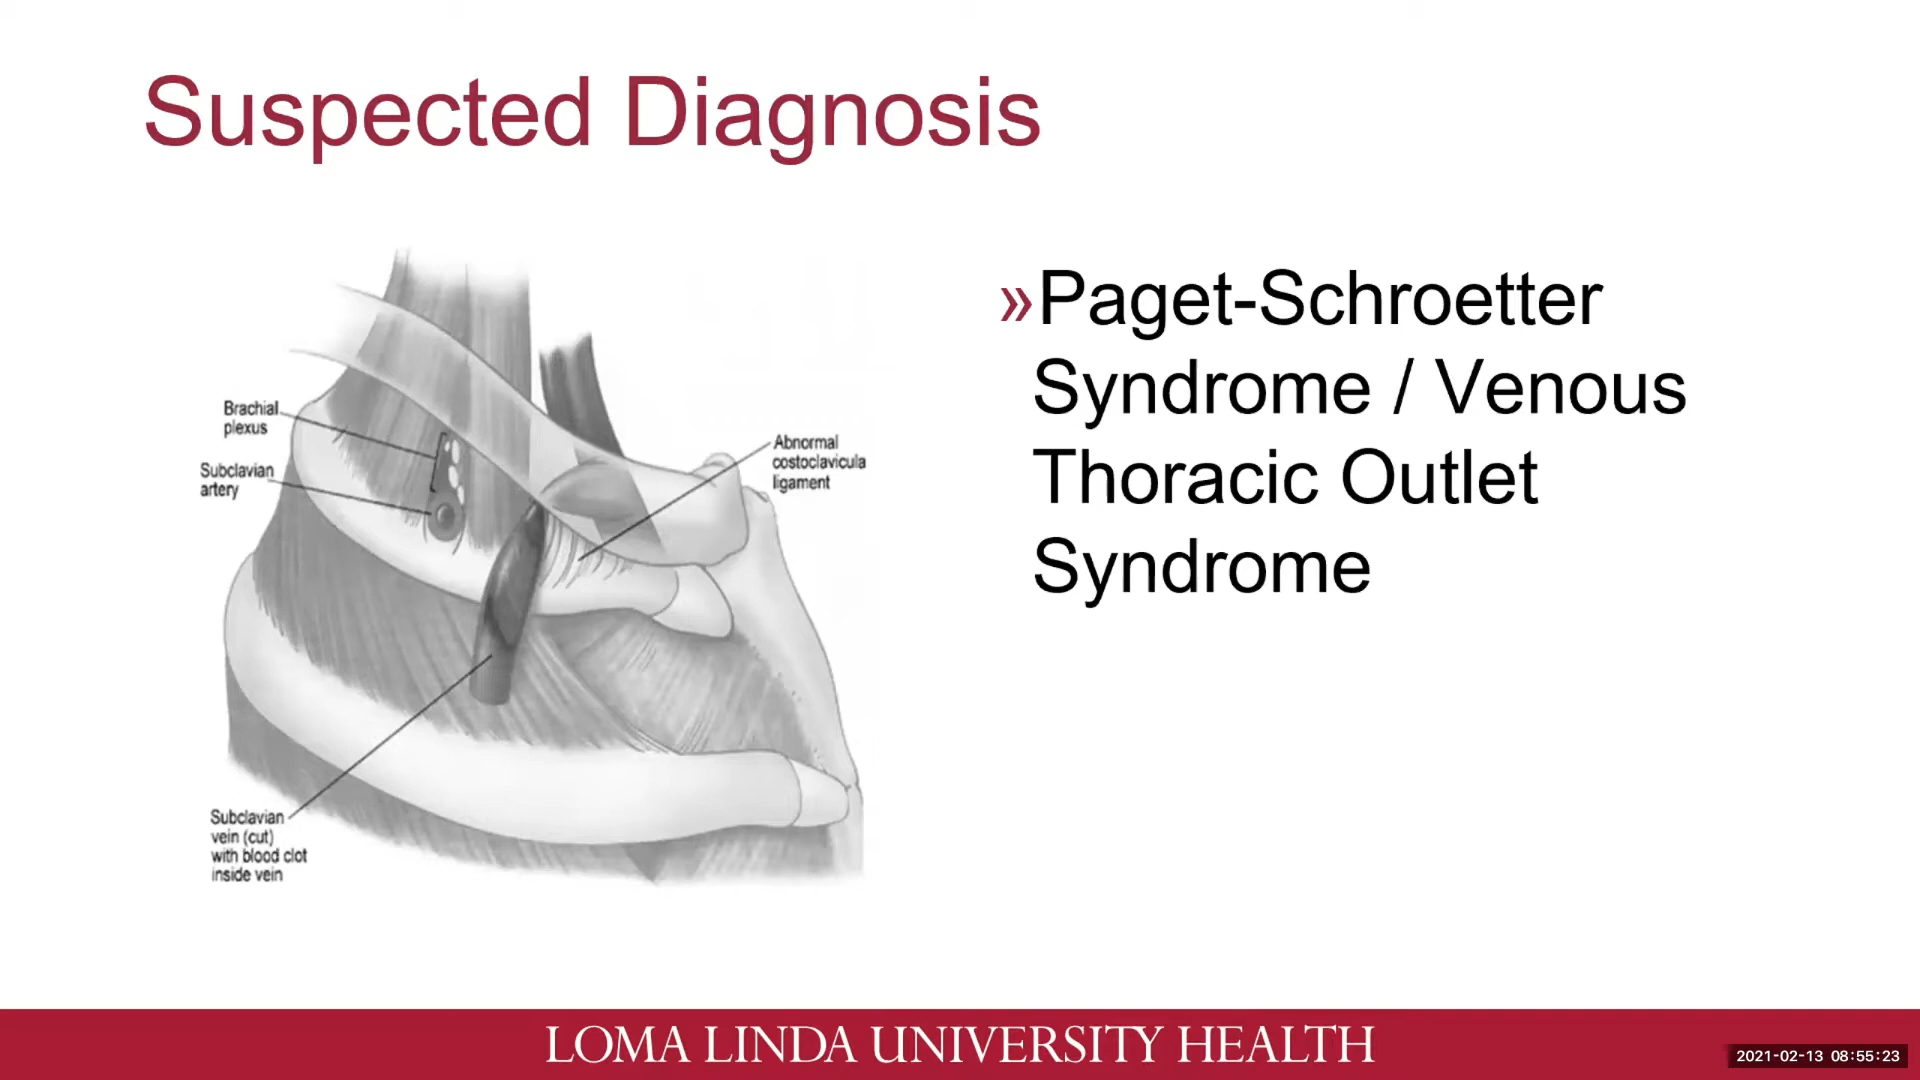 Suspected Diagnosis
Brachial
plexus
Subclavian
artery
Abnormal
costoclavicula
ligament
Subclavian
vein (cut)
with blood clot
inside vein
»Paget-Schroetter
Syndrome / Venous
Thoracic Outlet
Syndrome
LOMA LINDA UNIVERSITY HEALTH
2021-02-13 08:55:23